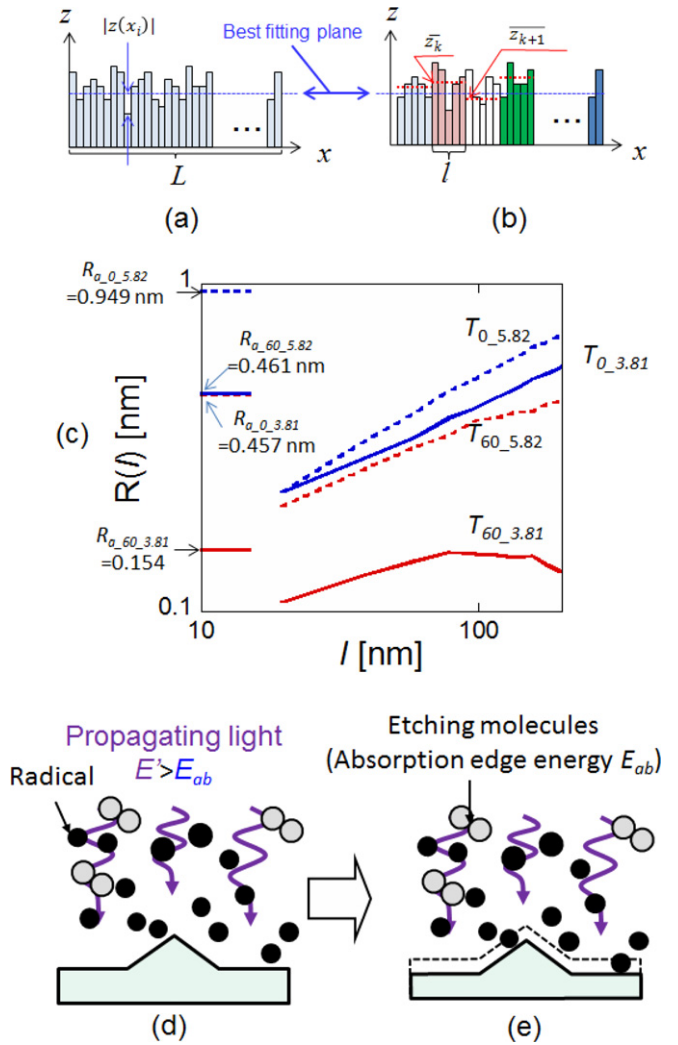 z
|z(xᵢ)|
Best fitting plane
...
x
L
(a)
z
z̅ₖ
z̅ₖ₊₁
...
x
l
(b)
(c)
R(l) [nm]
1
0.1
Rₐ_0_5.82
=0.949 nm
Rₐ_60_5.82
=0.461 nm
Rₐ_0_3.81
=0.457 nm
Rₐ_60_3.81
=0.154
T0_5.82
T0_3.81
T60_5.82
T60_3.81
10
100
l [nm]
Propagating light
E'>Eab
Radical
(d)
Etching molecules
(Absorption edge energy Eab)
(e)